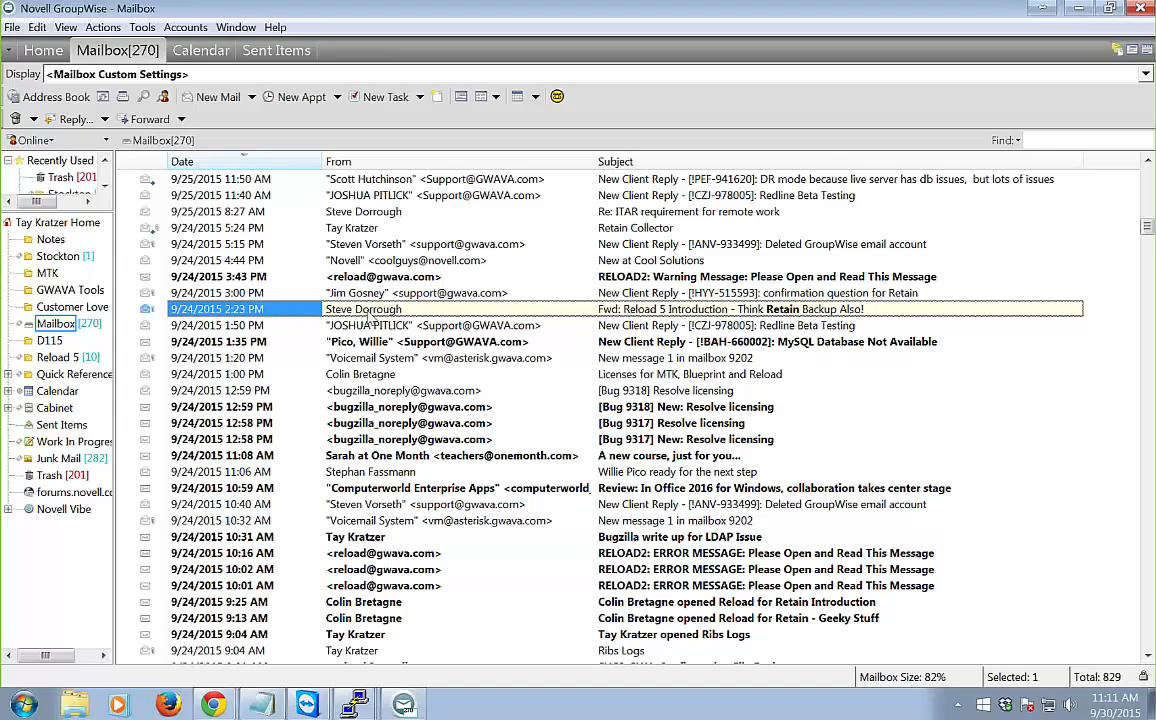 Novell GroupWise - Mailbox
File Edit View Actions Tools Accounts Window Help
Home Mailbox[270] Calendar Sent Items
Display <Mailbox Custom Settings>
Address Book New Mail New Appt New Task
Reply... Forward
Online Mailbox[270] Find:
Recently Used
Trash [201
Tay Kratzer Home
Notes
Stockton [1]
MTK
GWAVA Tools
Customer Love
Mailbox [270]
D115
Reload 5 [10]
Quick Reference
Calendar
Cabinet
Sent Items
Work In Progres
Junk Mail [282]
Trash [201]
forums.novell.cc
Novell Vibe
Date From Subject
9/25/2015 11:50 AM "Scott Hutchinson" <Support@GWAVA.com> New Client Reply - [!PEF-941620]: DR mode because live server has db issues, but lots of issues
9/25/2015 11:40 AM "JOSHUA PITLICK" <Support@GWAVA.com> New Client Reply - [!CZJ-978005]: Redline Beta Testing
9/25/2015 8:27 AM Steve Dorrough Re: ITAR requirement for remote work
9/24/2015 5:24 PM Tay Kratzer Retain Collector
9/24/2015 5:15 PM "Steven Vorseth" <support@gwava.com> New Client Reply - [!ANV-933499]: Deleted GroupWise email account
9/24/2015 4:44 PM "Novell" <coolguys@novell.com> New at Cool Solutions
9/24/2015 3:43 PM <reload@gwava.com> RELOAD2: Warning Message: Please Open and Read This Message
9/24/2015 3:00 PM "Jim Gosney" <support@gwava.com> New Client Reply - [!HYY-515593]: confirmation question for Retain
9/24/2015 2:23 PM Steve Dorrough Fwd: Reload 5 Introduction - Think Retain Backup Also!
9/24/2015 1:50 PM "JOSHUA PITLICK" <Support@GWAVA.com> New Client Reply - [!CZJ-978005]: Redline Beta Testing
9/24/2015 1:35 PM "Pico, Willie" <Support@GWAVA.com> New Client Reply - [!BAH-660002]: MySQL Database Not Available
9/24/2015 1:20 PM "Voicemail System" <vm@asterisk.gwava.com> New message 1 in mailbox 9202
9/24/2015 1:00 PM Colin Bretagne Licenses for MTK, Blueprint and Reload
9/24/2015 12:59 PM <bugzilla_noreply@gwava.com> [Bug 9318] Resolve licensing
9/24/2015 12:59 PM <bugzilla_noreply@gwava.com> [Bug 9318] New: Resolve licensing
9/24/2015 12:58 PM <bugzilla_noreply@gwava.com> [Bug 9317] New: Resolve licensing
9/24/2015 12:58 PM <bugzilla_noreply@gwava.com> [Bug 9317] New: Resolve licensing
9/24/2015 11:08 AM Sarah at One Month <teachers@onemonth.com> A new course, just for you...
9/24/2015 11:06 AM Stephan Fassmann Willie Pico ready for the next step
9/24/2015 10:59 AM "Computerworld Enterprise Apps" <computerworld_ Review: In Office 2016 for Windows, collaboration takes center stage
9/24/2015 10:40 AM "Steven Vorseth" <support@gwava.com> New Client Reply - [!ANV-933499]: Deleted GroupWise email account
9/24/2015 10:32 AM "Voicemail System" <vm@asterisk.gwava.com> New message 1 in mailbox 9202
9/24/2015 10:31 AM Tay Kratzer Bugzilla write up for LDAP Issue
9/24/2015 10:16 AM <reload@gwava.com> RELOAD2: ERROR MESSAGE: Please Open and Read This Message
9/24/2015 10:02 AM <reload@gwava.com> RELOAD2: ERROR MESSAGE: Please Open and Read This Message
9/24/2015 10:01 AM <reload@gwava.com> RELOAD2: ERROR MESSAGE: Please Open and Read This Message
9/24/2015 9:25 AM Colin Bretagne Colin Bretagne opened Reload for Retain Introduction
9/24/2015 9:13 AM Colin Bretagne Colin Bretagne opened Reload for Retain - Geeky Stuff
9/24/2015 9:04 AM Tay Kratzer Tay Kratzer opened Ribs Logs
9/24/2015 9:04 AM Tay Kratzer Ribs Logs
Mailbox Size: 82% Selected: 1 Total: 829
11:11 AM
9/30/2015